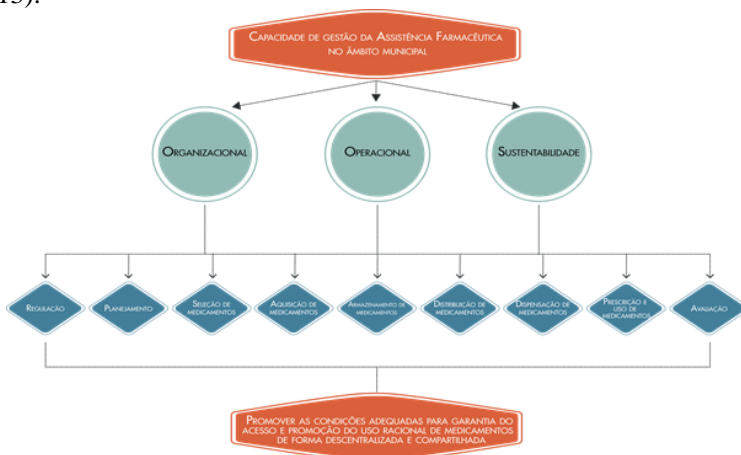 13).
CAPACIDADE DE GESTÃO DA ASSISTÊNCIA FARMACÊUTICA
NO ÂMBITO MUNICIPAL
ORGANIZACIONAL
OPERACIONAL
SUSTENTABILIDADE
REGULAÇÃO
PLANEJAMENTO
SELEÇÃO DE
MEDICAMENTOS
AQUISIÇÃO DE
MEDICAMENTOS
ARMAZENAMENTO DE
MEDICAMENTOS
DISTRIBUIÇÃO DE
MEDICAMENTOS
DISPENSAÇÃO DE
MEDICAMENTOS
PRESCRIÇÃO E
USO DE
MEDICAMENTOS
AVALIAÇÃO
PROMOVER AS CONDIÇÕES ADEQUADAS PARA GARANTIA DO
ACESSO E PROMOÇÃO DO USO RACIONAL DE MEDICAMENTOS
DE FORMA DESCENTRALIZADA E COMPARTILHADA